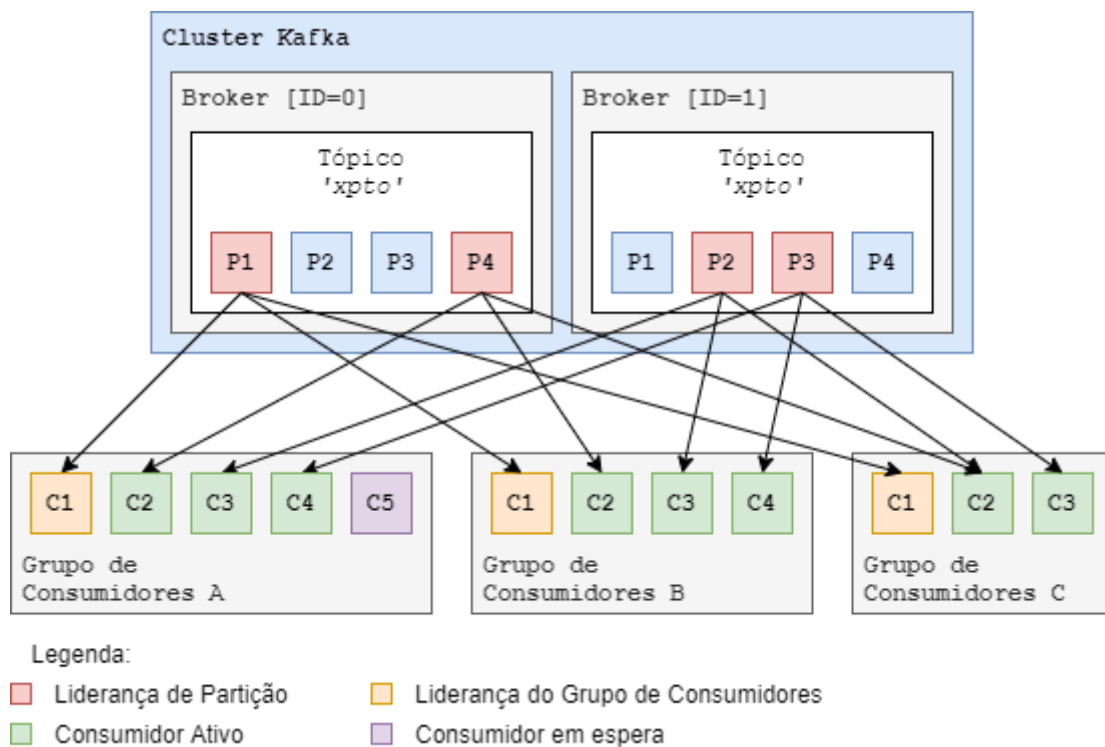 Cluster Kafka
Broker [ID=0]
Tópico
'xpto'
P1 P2 P3 P4
Broker [ID=1]
Tópico
'xpto'
P1 P2 P3 P4
C1 C2 C3 C4 C5
Grupo de
Consumidores A
C1 C2 C3 C4
Grupo de
Consumidores B
C1 C2 C3
Grupo de
Consumidores C
Legenda:
Liderança de Partição
Liderança do Grupo de Consumidores
Consumidor Ativo
Consumidor em espera